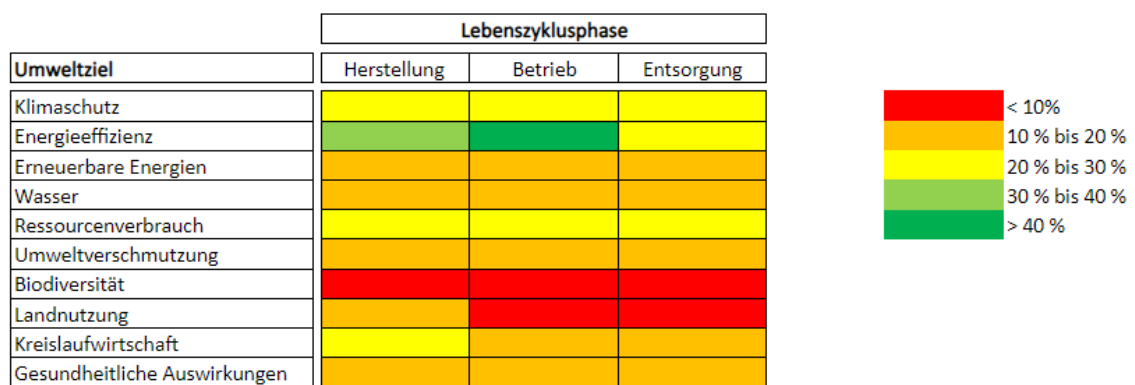 Lebenszyklusphase
Umweltziel Herstellung Betrieb Entsorgung
Klimaschutz
Energieeffizienz
Erneuerbare Energien
Wasser
Ressourcenverbrauch
Umweltverschmutzung
Biodiversität
Landnutzung
Kreislaufwirtschaft
Gesundheitliche Auswirkungen
< 10%
10 % bis 20 %
20 % bis 30 %
30 % bis 40 %
> 40 %